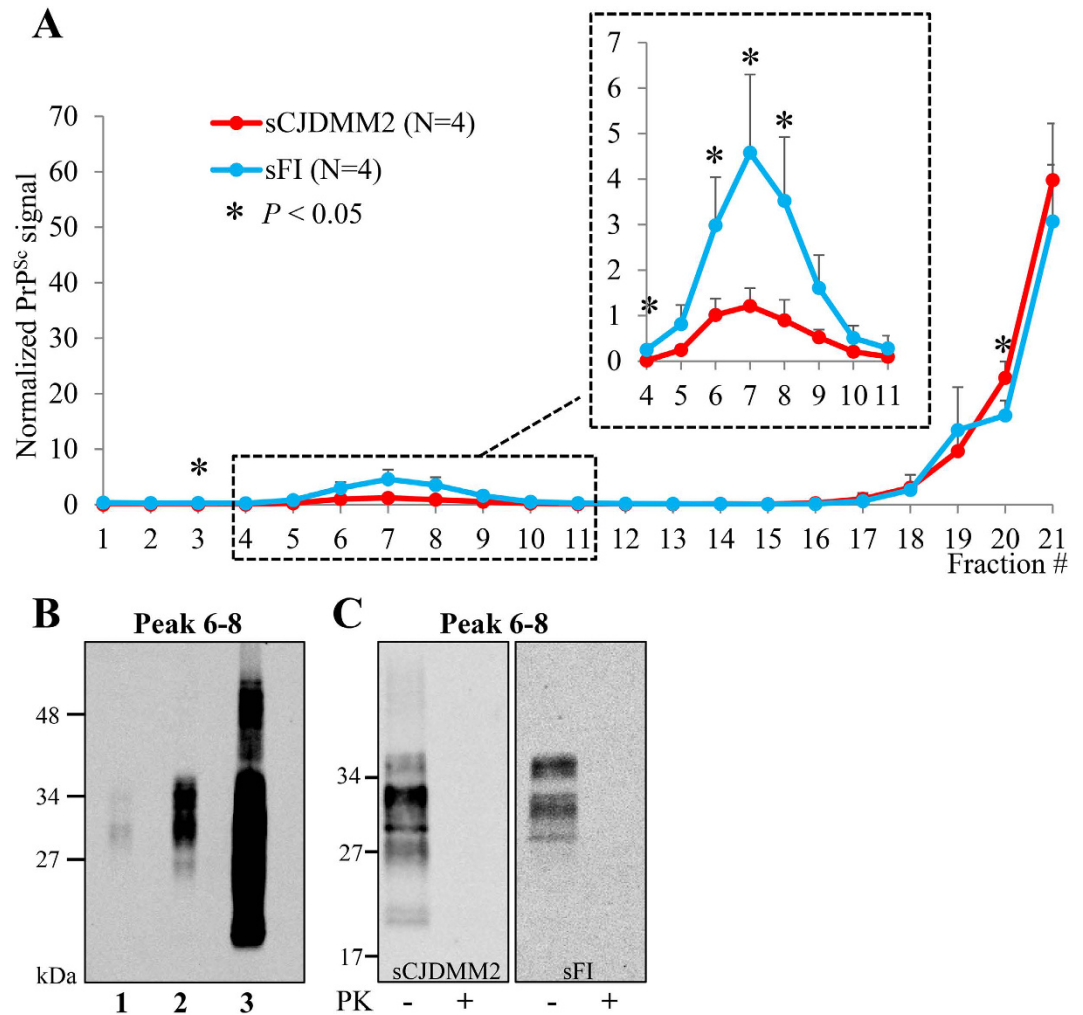 A
Normalized PrPSc signal
70
60
50
40
30
20
10
0
sCJDMM2 (N=4)
sFI (N=4)
* P < 0.05
7
6
5
4
3
2
1
0
* * * *
4 5 6 7 8 9 10 11
* *
1 2 3 4 5 6 7 8 9 10 11 12 13 14 15 16 17 18 19 20 21
Fraction #
B
Peak 6-8
48
34
27
kDa
1 2 3
C
Peak 6-8
34
27
17
sCJDMM2 sFI
PK - + - +